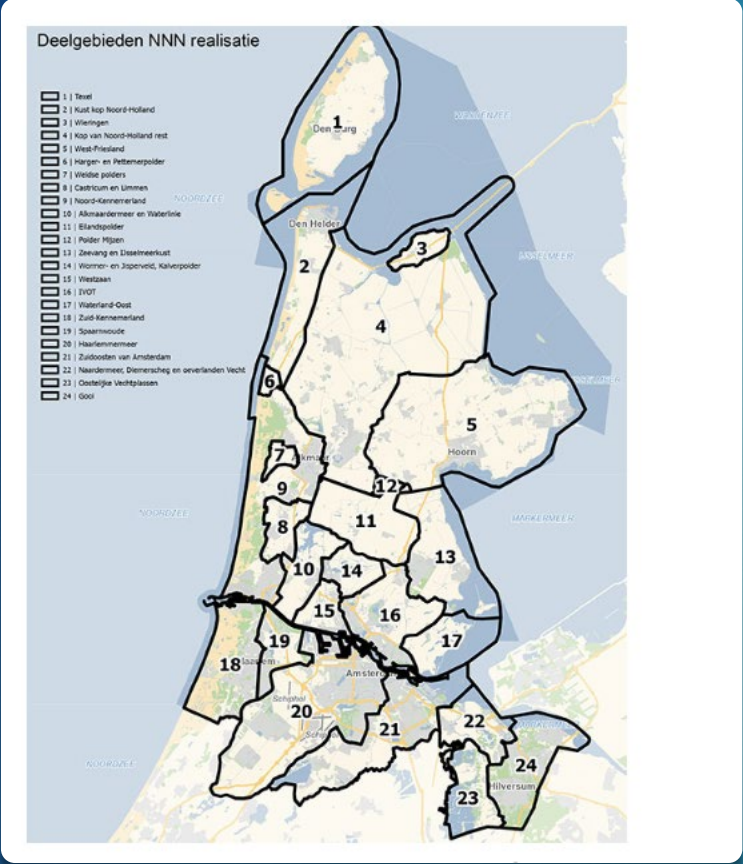 Deelgebieden NNN realisatie
1 | Texel
2 | Kust kop Noord-Holland
3 | Wieringen
4 | Kop van Noord-Holland rest
5 | West-Friesland
6 | Harger- en Pettemerpolder
7 | Weidse polders
8 | Castricum en Limmen
9 | Noord-Kennemerland
10 | Alkmaardermeer en Waterlinie
11 | Eilandspolder
12 | Polder Mijzen
13 | Zeevang en IJsselmeerkust
14 | Wormer- en Jisperveld, Kalverpolder
15 | Westzaan
16 | IVOT
17 | Waterland-Oost
18 | Zuid-Kennemerland
19 | Spaarnwoude
20 | Haarlemmermeer
21 | Zuidoosten van Amsterdam
22 | Naardermeer, Diemerscheg en oeverlanden Vecht
23 | Oostelijke Vechtplassen
24 | Gooi
1
Den Burg
WADDENZEE
NOORDZEE
Den Helder
3
2
IJSSELMEER
4
6
5
7
Hoorn
12
9
NOORDZEE
8
11
MARKERMEER
13
10
14
15
16
17
19
18
Schiphol
20
21
22
NOORDZEE
24
Hilversum
23